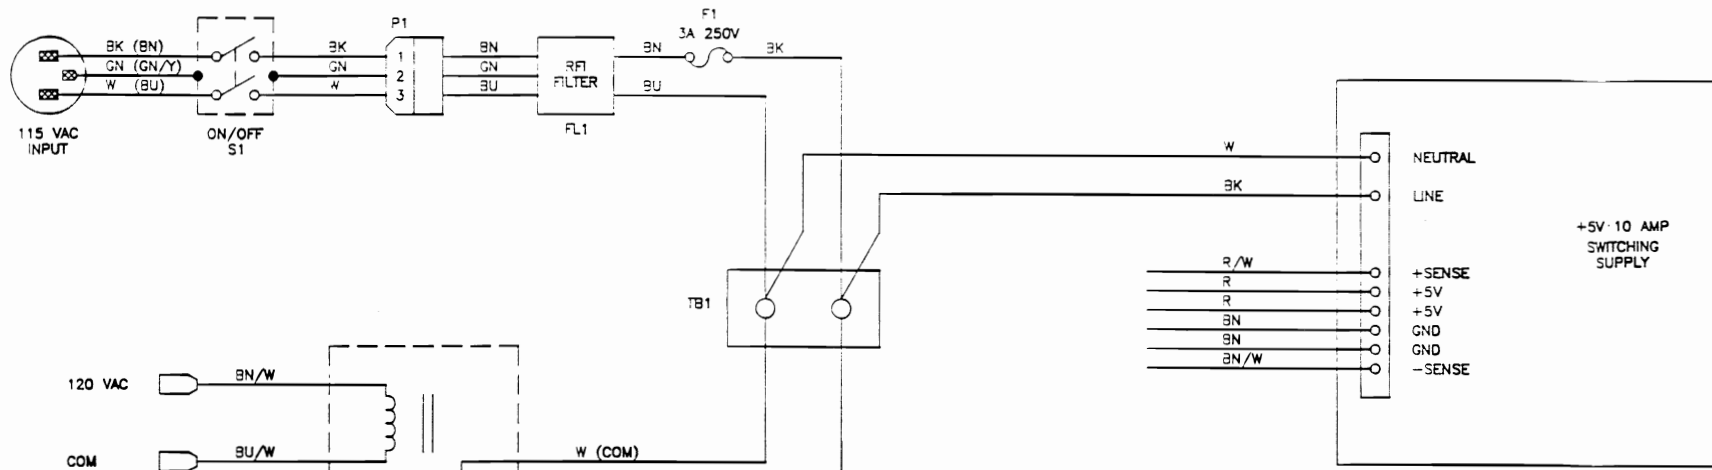 P1
F1
3A 250V
BK (BN)
BK
1
BN
BN
BK
GN (GN/Y)
GN
2
GN
RFI
FILTER
W (BU)
W
3
BU
BU
115 VAC
INPUT
ON/OFF
S1
FL1
W
NEUTRAL
BK
LINE
+5V 10 AMP
SWITCHING
SUPPLY
R/W
+SENSE
R
+5V
TB1
R
+5V
BN
GND
BN
GND
BN/W
-SENSE
120 VAC
BN/W
COM
BU/W
W (COM)